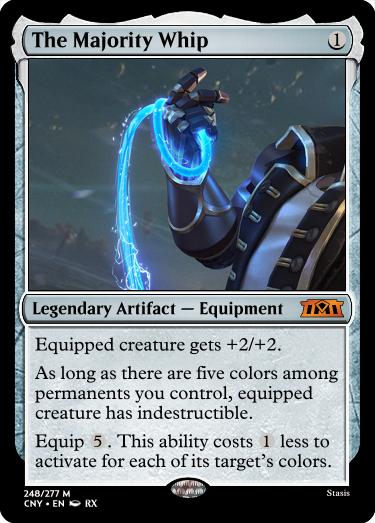 The Majority Whip 1
Legendary Artifact — Equipment
Equipped creature gets +2/+2.
As long as there are five colors among
permanents you control, equipped
creature has indestructible.
Equip 5 . This ability costs 1 less to
activate for each of its target's colors.
248/277 M
CNY • EN RX
Stasis